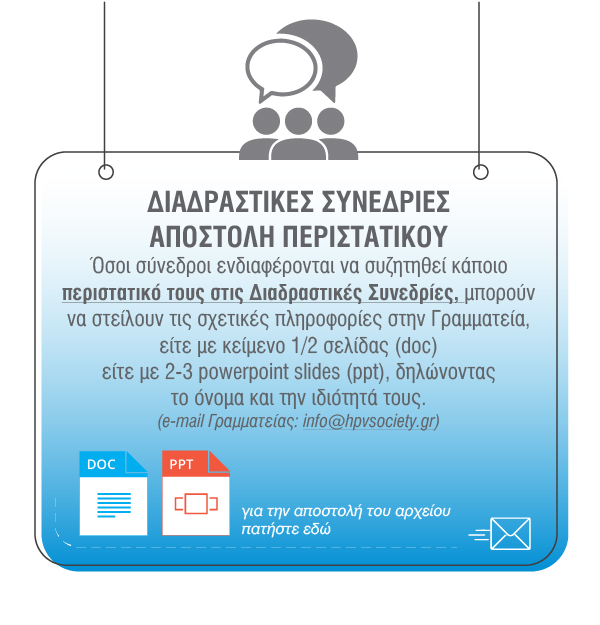 ΔΙΑΔΡΑΣΤΙΚΕΣ ΣΥΝΕΔΡΙΕΣ
ΑΠΟΣΤΟΛΗ ΠΕΡΙΣΤΑΤΙΚΟΥ
Όσοι σύνεδροι ενδιαφέρονται να συζητηθεί κάποιο
περιστατικό τους στις Διαδραστικές Συνεδρίες, μπορούν
να στείλουν τις σχετικές πληροφορίες στην Γραμματεία,
είτε με κείμενο 1/2 σελίδας (doc)
είτε με 2-3 powerpoint slides (ppt), δηλώνοντας
το όνομα και την ιδιότητά τους.
(e-mail Γραμματείας: info@hpvsociety.gr)
DOC PPT
για την αποστολή του αρχείου
πατήστε εδώ